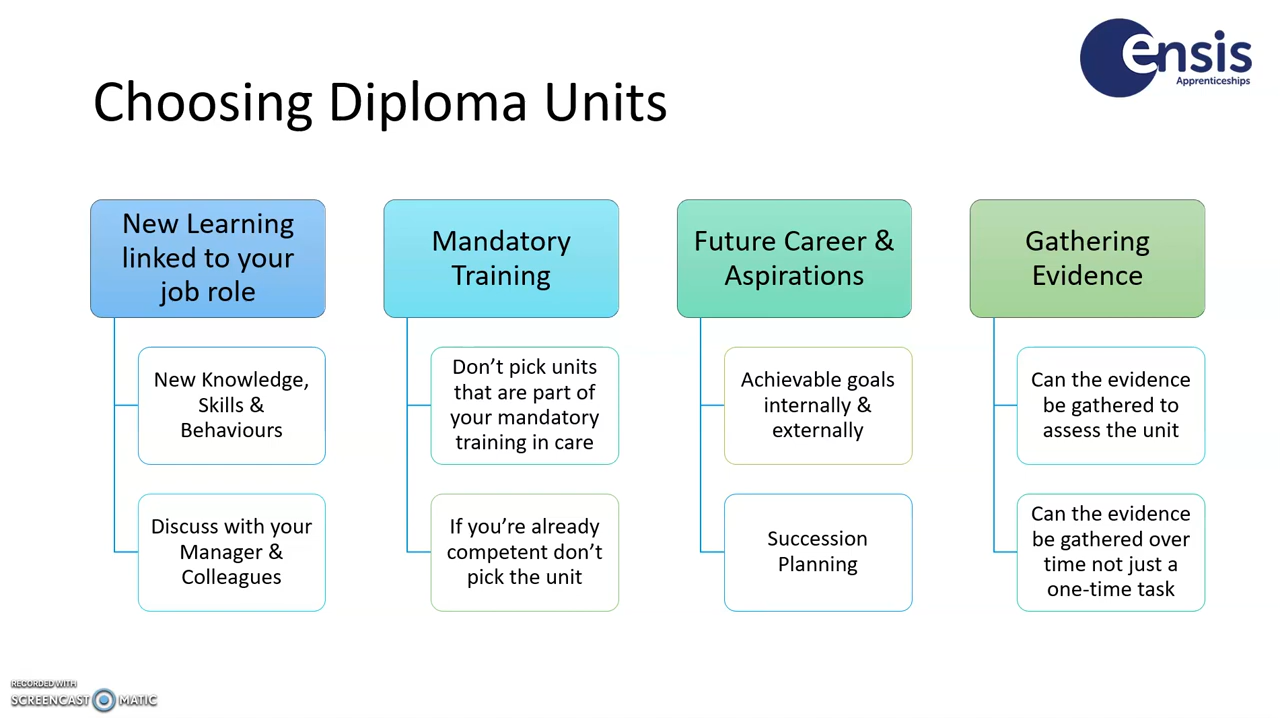 ensis
Apprenticeships
Choosing Diploma Units
New Learning
linked to your
job role
New Knowledge,
Skills &
Behaviours
Discuss with your
Manager &
Colleagues
Mandatory
Training
Don't pick units
that are part of
your mandatory
training in care
If you're already
competent don't
pick the unit
Future Career &
Aspirations
Achievable goals
internally &
externally
Succession
Planning
Gathering
Evidence
Can the evidence
be gathered to
assess the unit
Can the evidence
be gathered over
time not just a
one-time task
RECORDED WITH
SCREENCAST MATIC